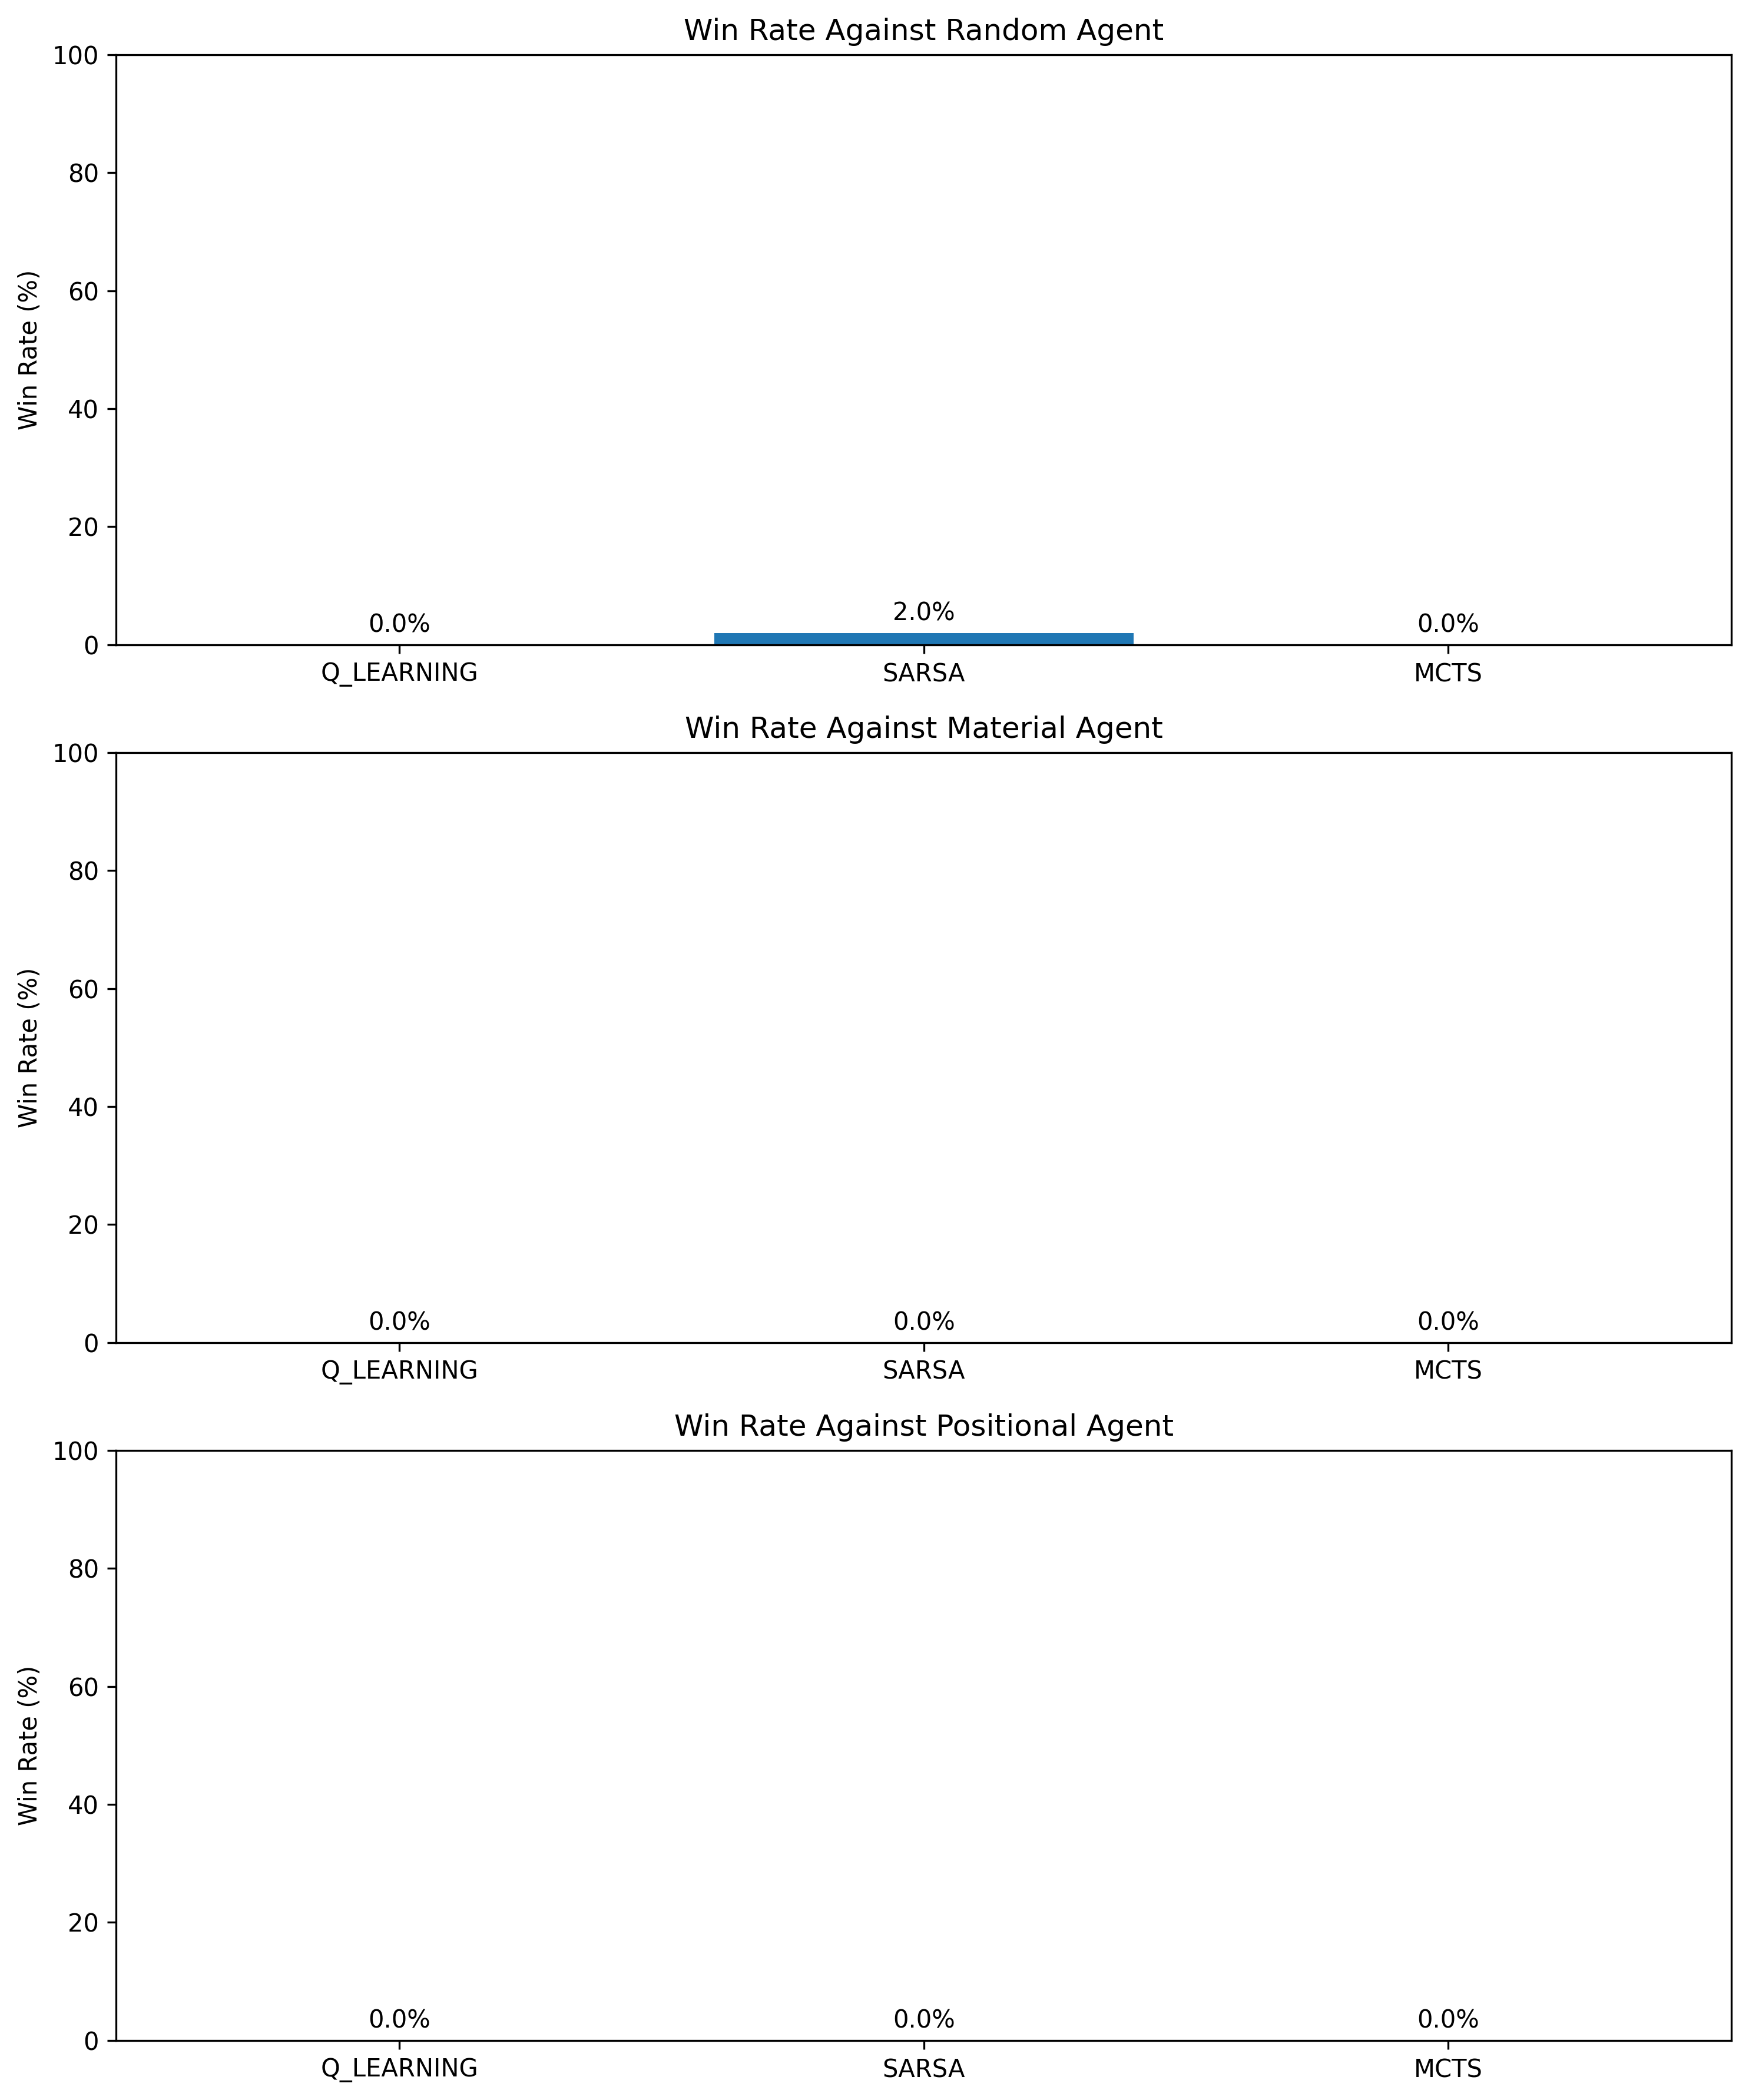 Win Rate Against Random Agent
100
80
60
40
20
0
Win Rate (%)
0.0%
2.0%
0.0%
Q_LEARNING
SARSA
MCTS
Win Rate Against Material Agent
100
80
60
40
20
0
Win Rate (%)
0.0%
0.0%
0.0%
Q_LEARNING
SARSA
MCTS
Win Rate Against Positional Agent
100
80
60
40
20
0
Win Rate (%)
0.0%
0.0%
0.0%
Q_LEARNING
SARSA
MCTS